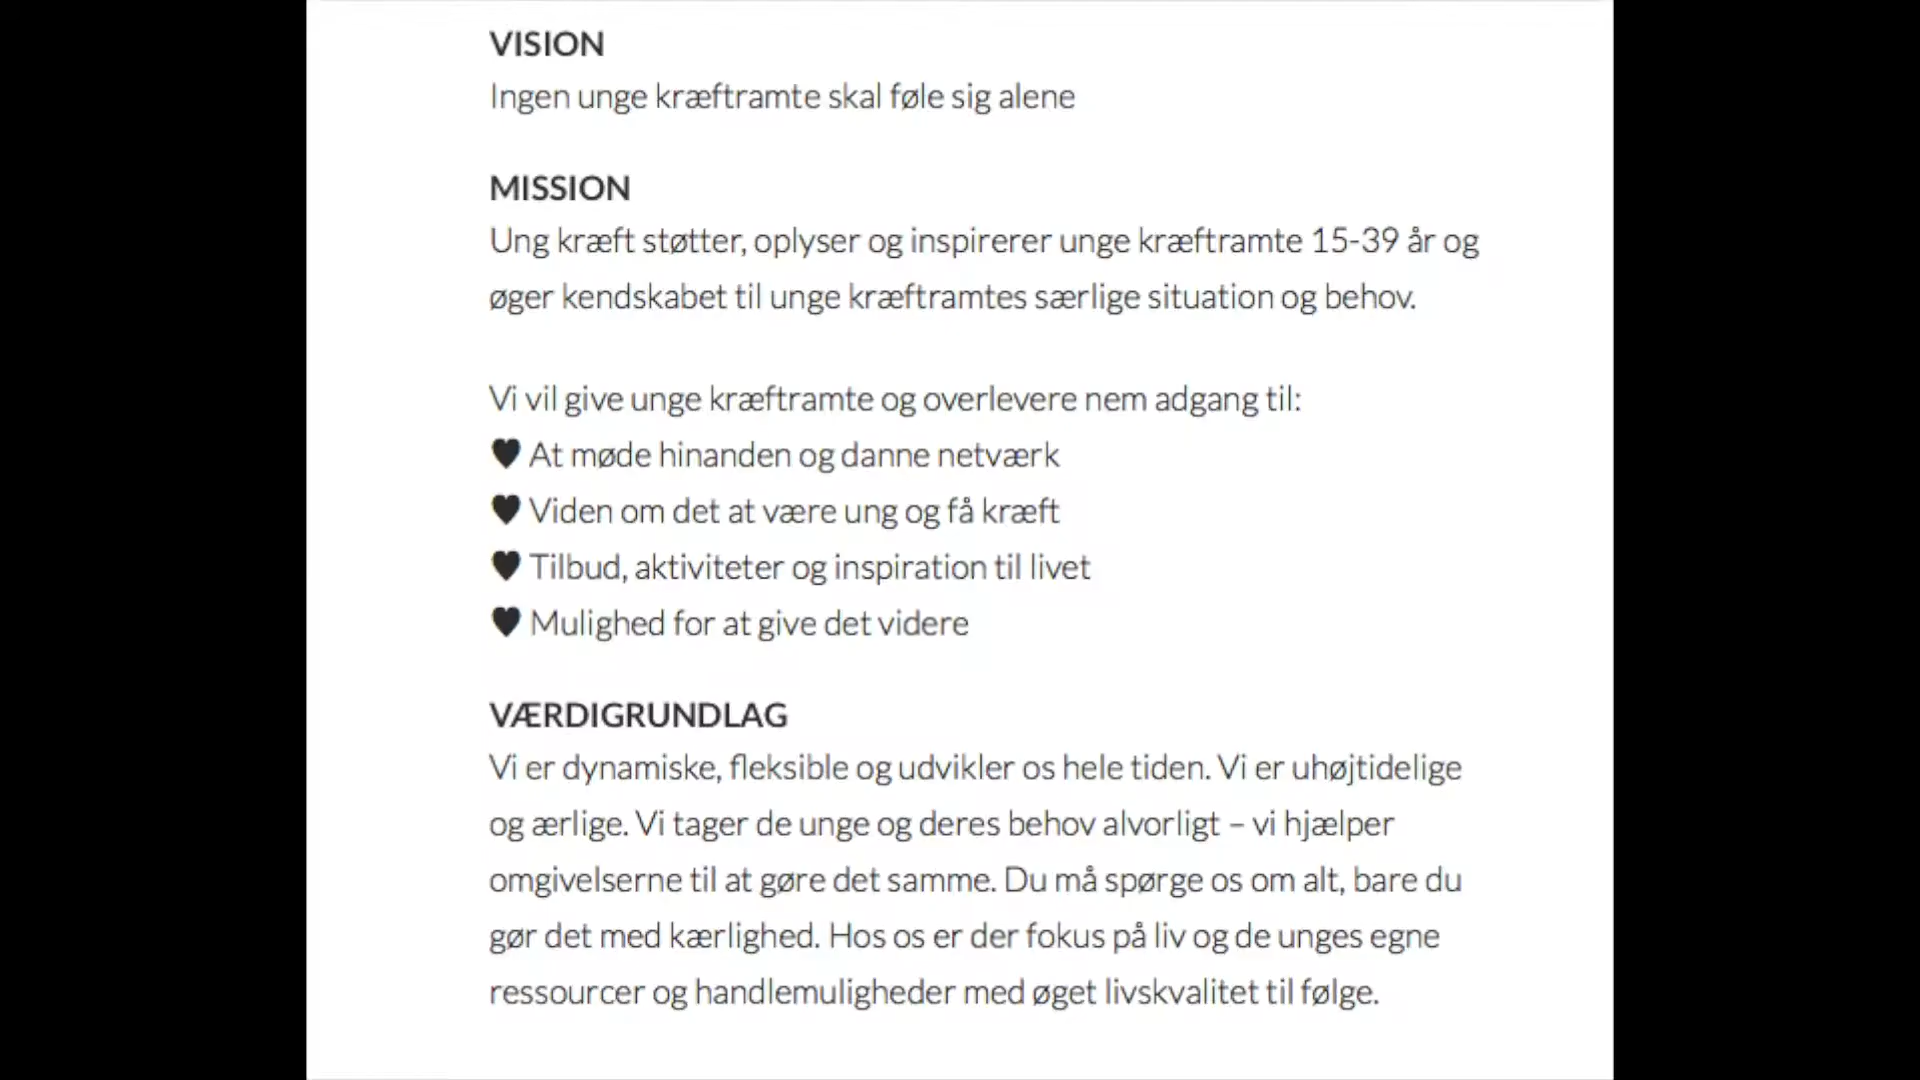 VISION
Ingen unge kræftramte skal føle sig alene
MISSION
Ung kræft støtter, oplyser og inspirerer unge kræftramte 15-39 år og
øger kendskabet til unge kræftramtes særlige situation og behov.
Vi vil give unge kræftramte og overlevere nem adgang til:
♥ At møde hinanden og danne netværk
♥ Viden om det at være ung og få kræft
♥ Tilbud, aktiviteter og inspiration til livet
♥ Mulighed for at give det videre
VÆRDIGRUNDLAG
Vi er dynamiske, fleksible og udvikler os hele tiden. Vi er uhøjtidelige
og ærlige. Vi tager de unge og deres behov alvorligt – vi hjælper
omgivelserne til at gøre det samme. Du må spørge os om alt, bare du
gør det med kærlighed. Hos os er der fokus på liv og de unges egne
ressourcer og handlemuligheder med øget livskvalitet til følge.